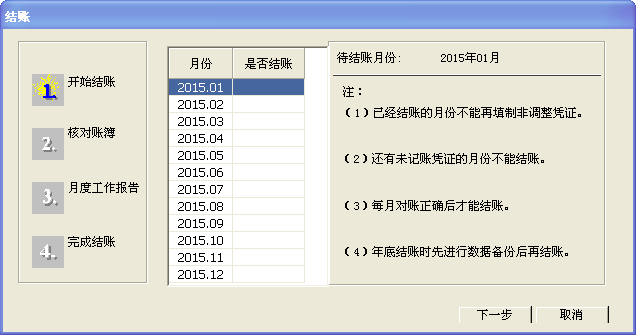 结账
1. 开始结账
2. 核对账簿
3. 月度工作报告
4. 完成结账
月份 是否结账
2015.01
2015.02
2015.03
2015.04
2015.05
2015.06
2015.07
2015.08
2015.09
2015.10
2015.11
2015.12
待结账月份: 2015年01月
注：
（1）已经结账的月份不能再填制非调整凭证。
（2）还有未记账凭证的月份不能结账。
（3）每月对账正确后才能结账。
（4）年底结账时先进行数据备份后再结账。
下一步 取消